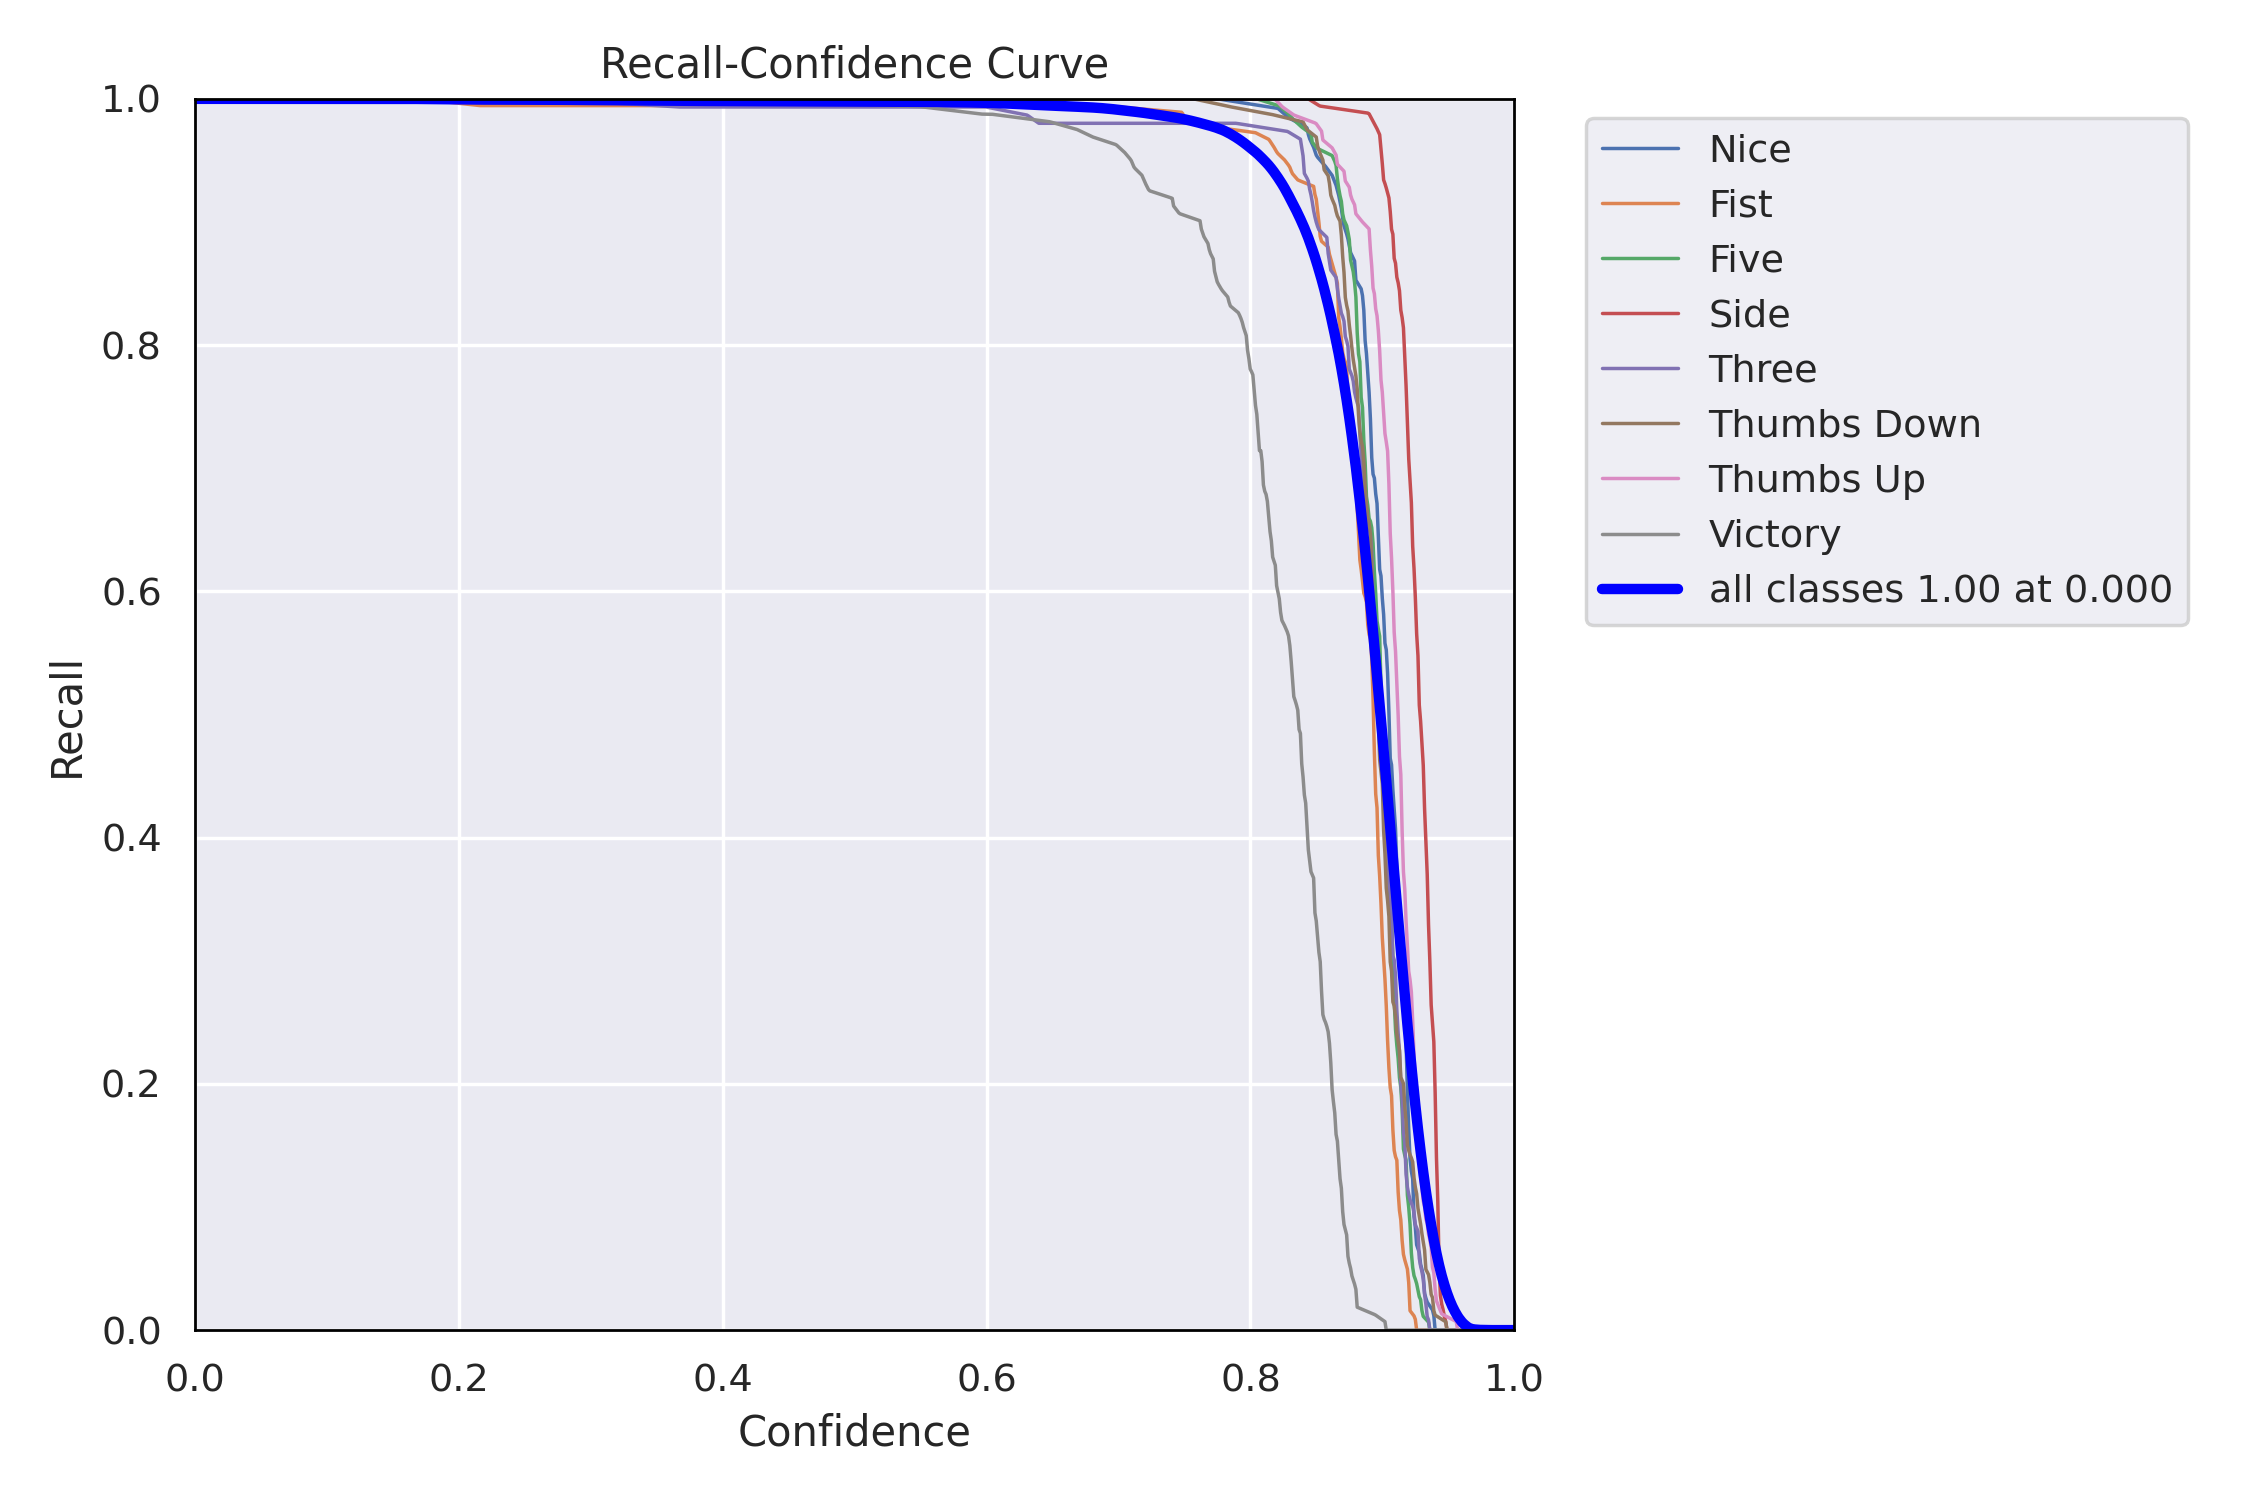 Recall-Confidence Curve
1.0
0.8
0.6
0.4
0.2
0.0
Recall
0.0 0.2 0.4 0.6 0.8 1.0
Confidence
Nice
Fist
Five
Side
Three
Thumbs Down
Thumbs Up
Victory
all classes 1.00 at 0.000